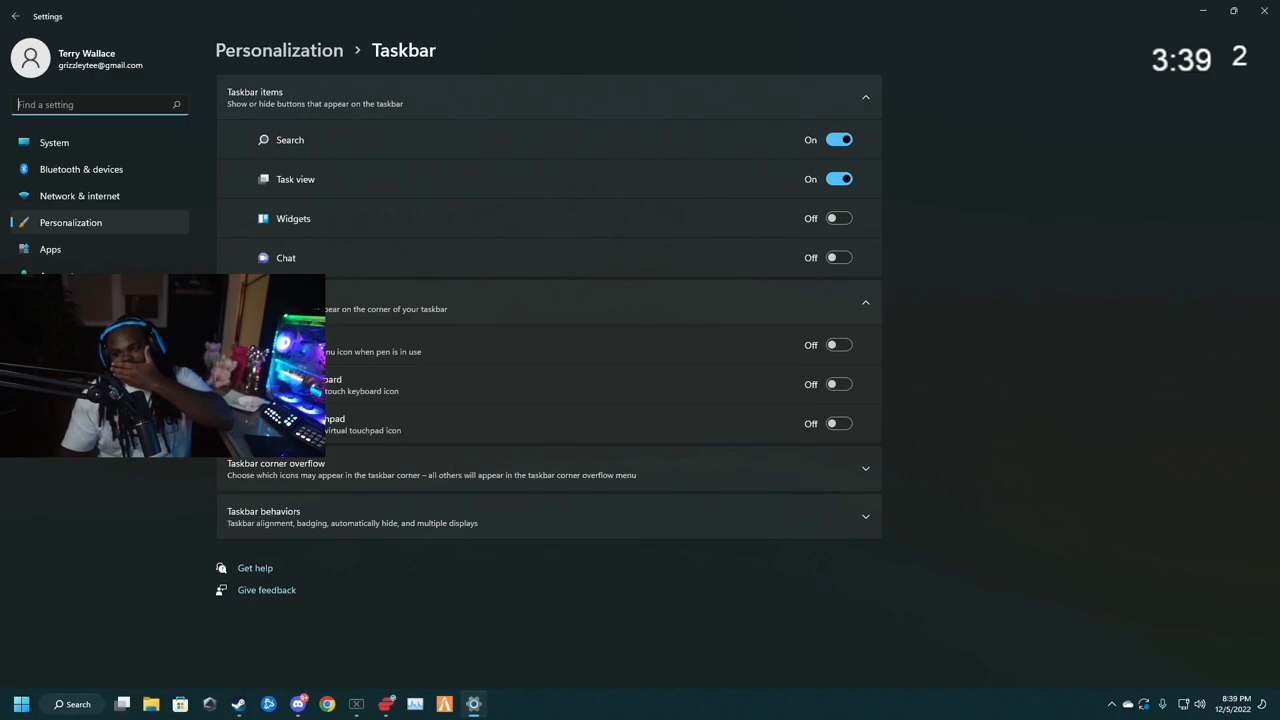 Settings
Terry Wallace
grizzleytee@gmail.com
Find a setting
System
Bluetooth & devices
Network & internet
Personalization
Apps
Personalization > Taskbar
3:39 2
Taskbar items
Show or hide buttons that appear on the taskbar
Search On
Task view On
Widgets Off
Chat Off
ear on the corner of your taskbar
Off
nu icon when pen is in use
Off
touch keyboard icon
Off
virtual touchpad icon
Taskbar corner overflow
Choose which icons may appear in the taskbar corner – all others will appear in the taskbar corner overflow menu
Taskbar behaviors
Taskbar alignment, badging, automatically hide, and multiple displays
Get help
Give feedback
Search
8:39 PM
12/5/2022